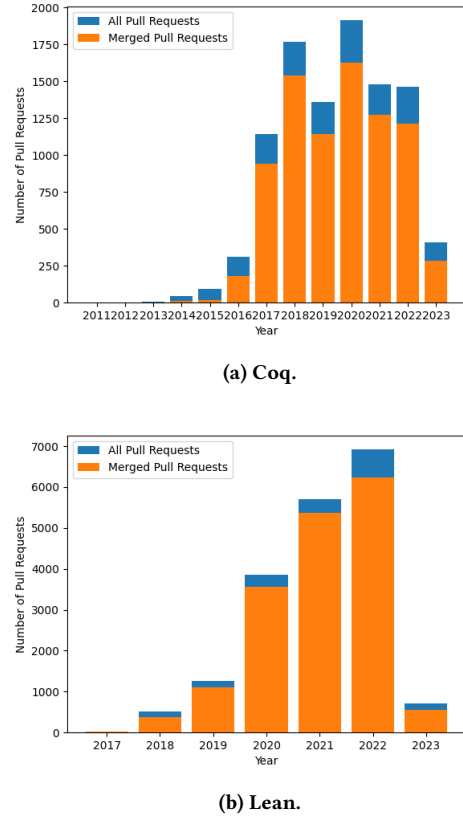 2000
1750
1500
1250
1000
750
500
250
0
Number of Pull Requests
All Pull Requests
Merged Pull Requests
2011 2012 2013 2014 2015 2016 2017 2018 2019 2020 2021 2022 2023
Year
(a) Coq.
7000
6000
5000
4000
3000
2000
1000
0
Number of Pull Requests
All Pull Requests
Merged Pull Requests
2017 2018 2019 2020 2021 2022 2023
Year
(b) Lean.